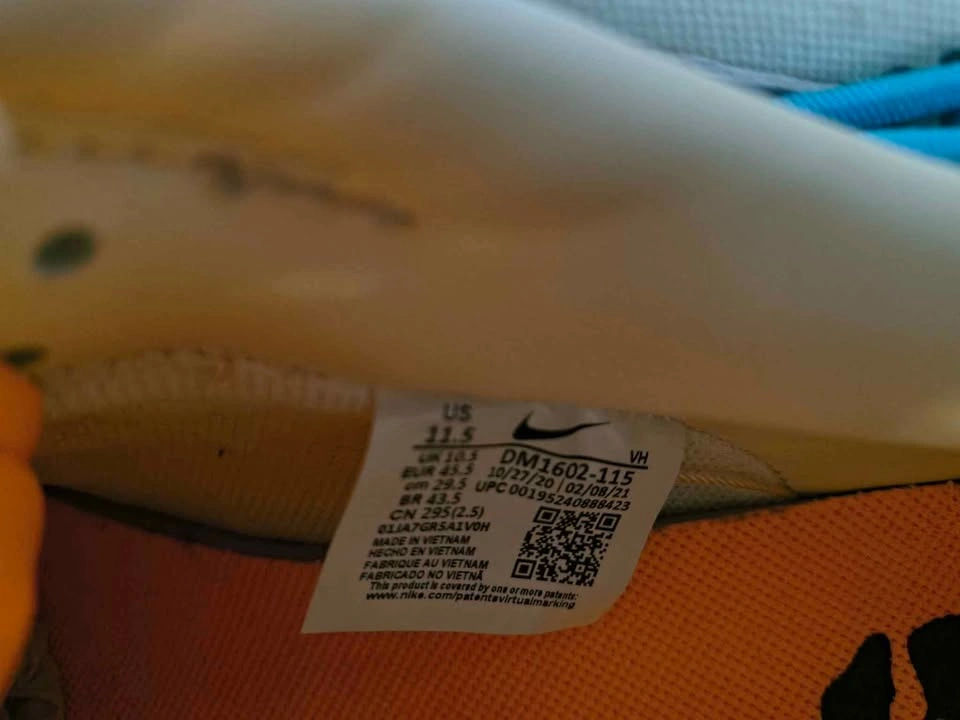 US
11.5
UK 10.5
EUR 45.5
cm 29.5
BR 43.5
CN 295(2.5)
01JA7GR5A1V0H
MADE IN VIETNAM
HECHO EN VIETNAM
FABRIQUE AU VIETNAM
FABRICADO NO VIETNÃ
VH
DM1602-115
10/27/20 | 02/08/21
UPC 00195240888423
This product is covered by one or more patents:
www.nike.com/patentsvirtualmarking